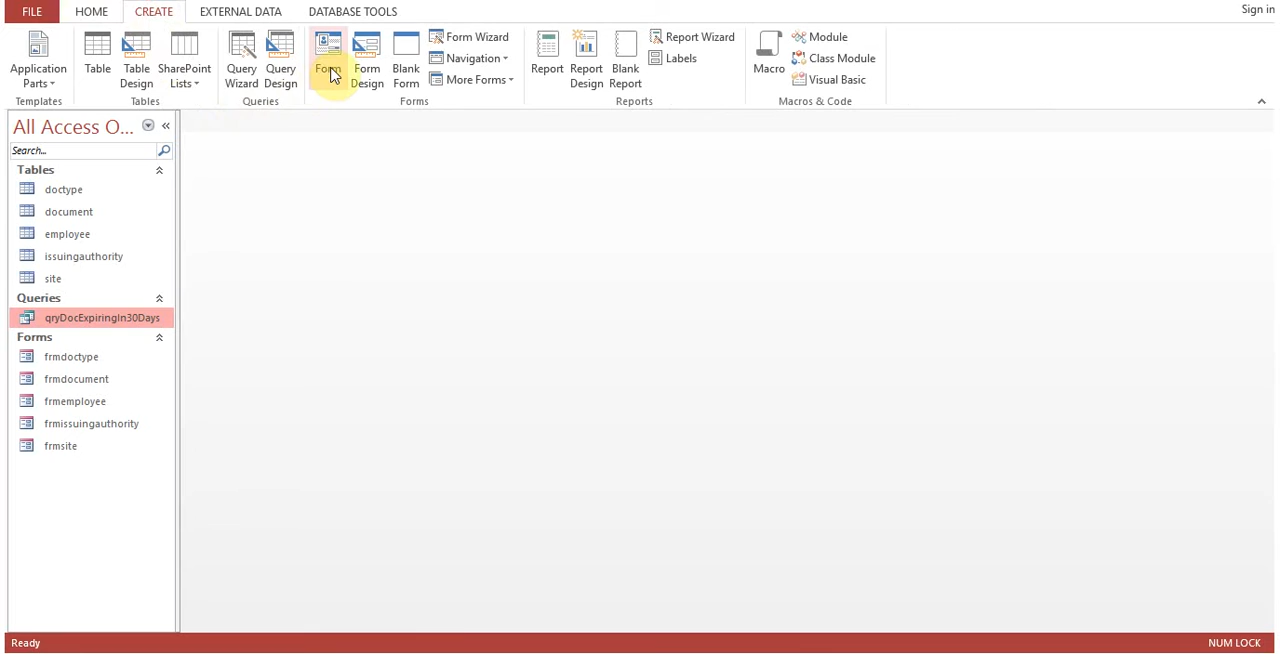 FILE HOME CREATE EXTERNAL DATA DATABASE TOOLS Sign in
Application Parts Table Table Design SharePoint Lists Query Wizard Query Design Form Form Design Blank Form Form Wizard Navigation More Forms Report Report Design Blank Report Report Wizard Labels Macro Module Class Module Visual Basic
Templates Tables Queries Forms Reports Macros & Code
All Access O...
Search...
Tables
doctype
document
employee
issuingauthority
site
Queries
qryDocExpiringIn30Days
Forms
frmdoctype
frmdocument
frmemployee
frmissuingauthority
frmsite
Ready NUM LOCK